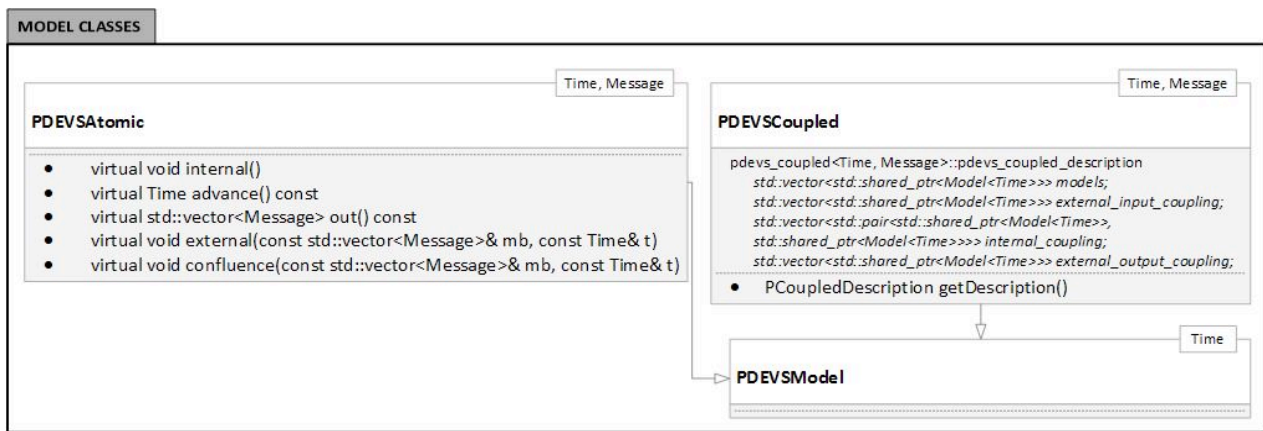 MODEL CLASSES
Time, Message
PDEVSAtomic
• virtual void internal()
• virtual Time advance() const
• virtual std::vector<Message> out() const
• virtual void external(const std::vector<Message>& mb, const Time& t)
• virtual void confluence(const std::vector<Message>& mb, const Time& t)
Time, Message
PDEVSCoupled
pdevs_coupled<Time, Message>::pdevs_coupled_description
std::vector<std::shared_ptr<Model<Time>>> models;
std::vector<std::shared_ptr<Model<Time>>> external_input_coupling;
std::vector<std::pair<std::shared_ptr<Model<Time>>,
std::shared_ptr<Model<Time>>>> internal_coupling;
std::vector<std::shared_ptr<Model<Time>>> external_output_coupling;
• PCoupledDescription getDescription()
Time
PDEVSModel